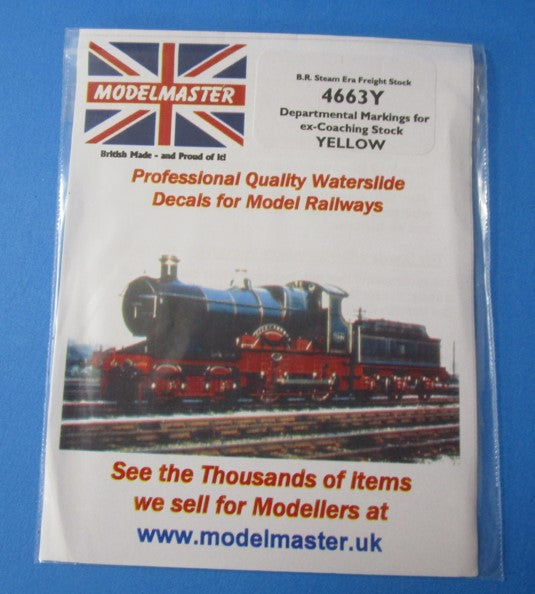 MODELMASTER
British Made - and Proud of It!
B.R. Steam Era Freight Stock
4663Y
Departmental Markings for
ex-Coaching Stock
YELLOW
Professional Quality Waterslide
Decals for Model Railways
See the Thousands of Items
we sell for Modellers at
www.modelmaster.uk